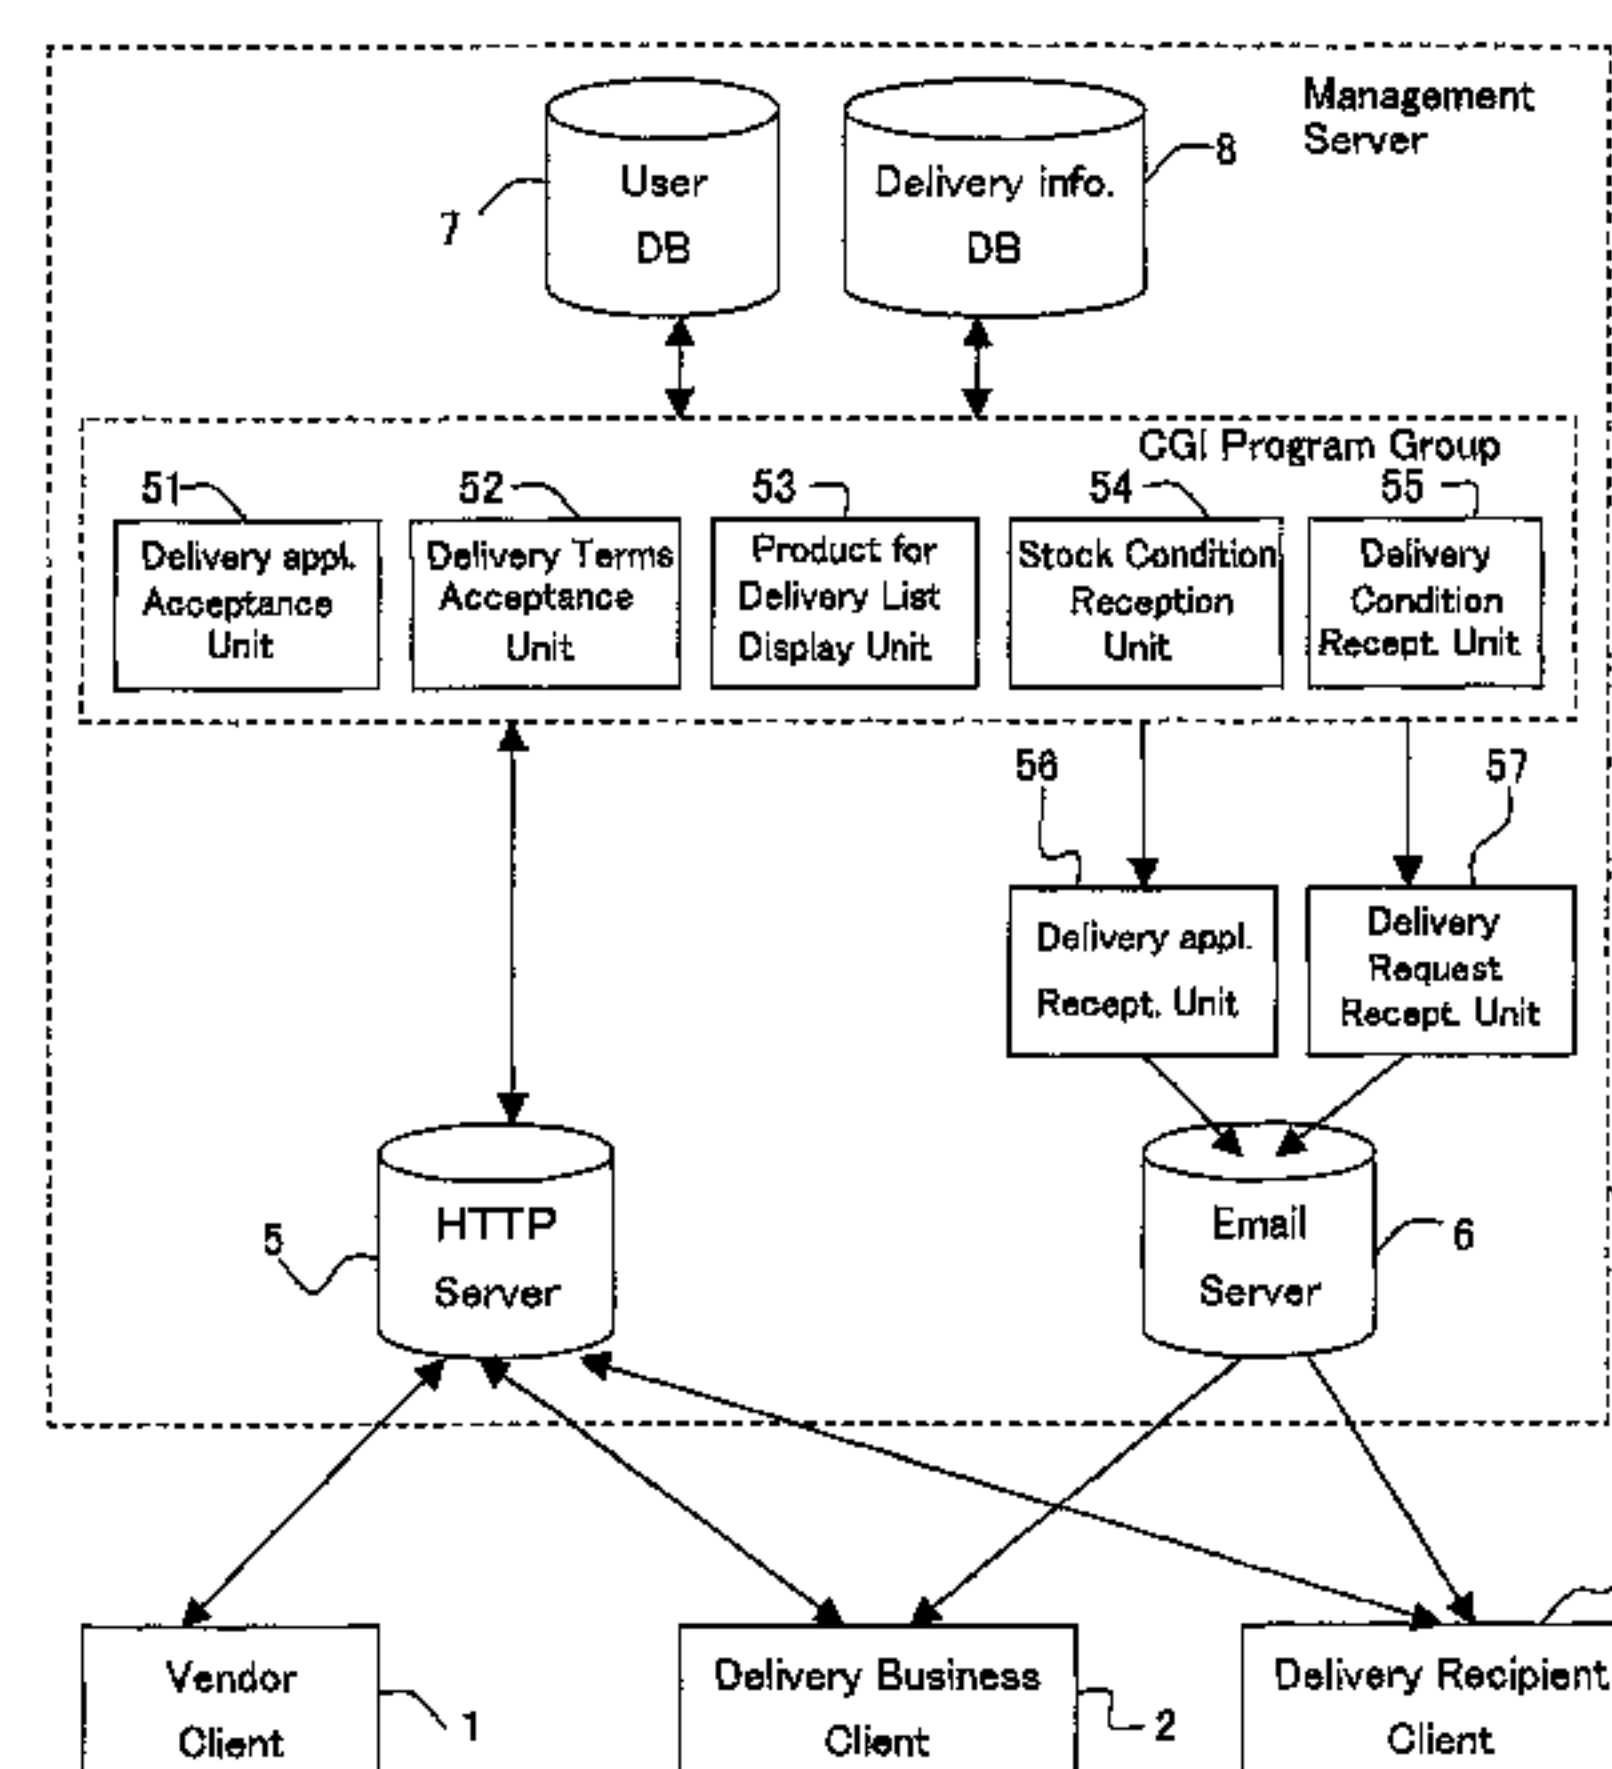 Management
Server
User
DB
7
Delivery info.
DB
8
CGI Program Group
51
52
53
54
55
Delivery appl.
Acceptance
Unit
Delivery Terms
Acceptance
Unit
Product for
Delivery List
Display Unit
Stock Condition
Reception
Unit
Delivery
Condition
Recept. Unit
56
57
Delivery appl.
Recept. Unit
Delivery
Request
Recept. Unit
5
HTTP
Server
Email
Server
6
Vendor
Client
1
Delivery Business
Client
2
Delivery Recipient
Client